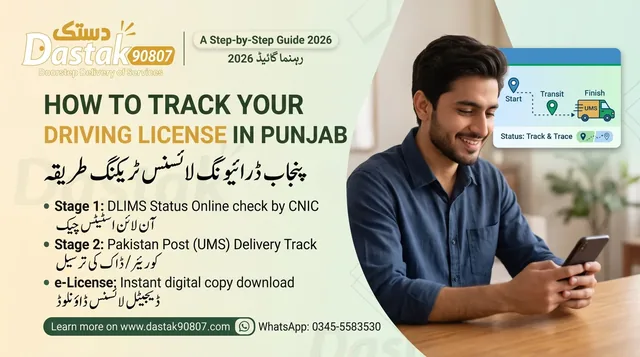 دستک
Dastak 90807
Doorstep Delivery of Services
A Step-by-Step Guide 2026
رہنما گائیڈ 2026
HOW TO TRACK YOUR
DRIVING LICENSE IN PUNJAB
پنجاب ڈرائیونگ لائسنس ٹریکنگ طریقہ
• Stage 1: DLIMS Status Online check by CNIC
آن لائن اسٹیٹس چیک
• Stage 2: Pakistan Post (UMS) Delivery Track
کوریئر/ڈاک کی ترسیل
• e-License: Instant digital copy download
ڈیجیٹل لائسنس ڈاؤنلوڈ
Learn more on www.dastak90807.com WhatsApp: 0345-5583530
Start
Transit
Finish
UMS
Status: Track & Trace